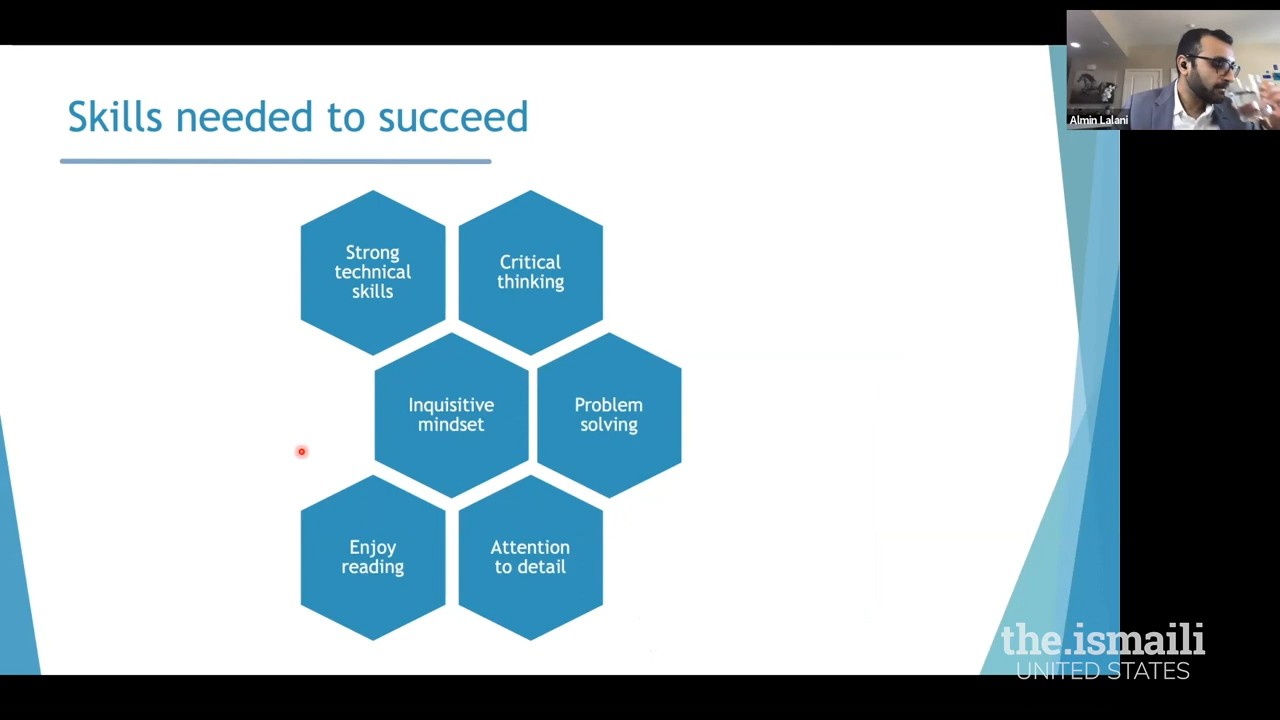 Skills needed to succeed
Almin Lalani
Strong
technical
skills
Critical
thinking
Inquisitive
mindset
Problem
solving
Enjoy
reading
Attention
to detail
the.ismaili
UNITED STATES